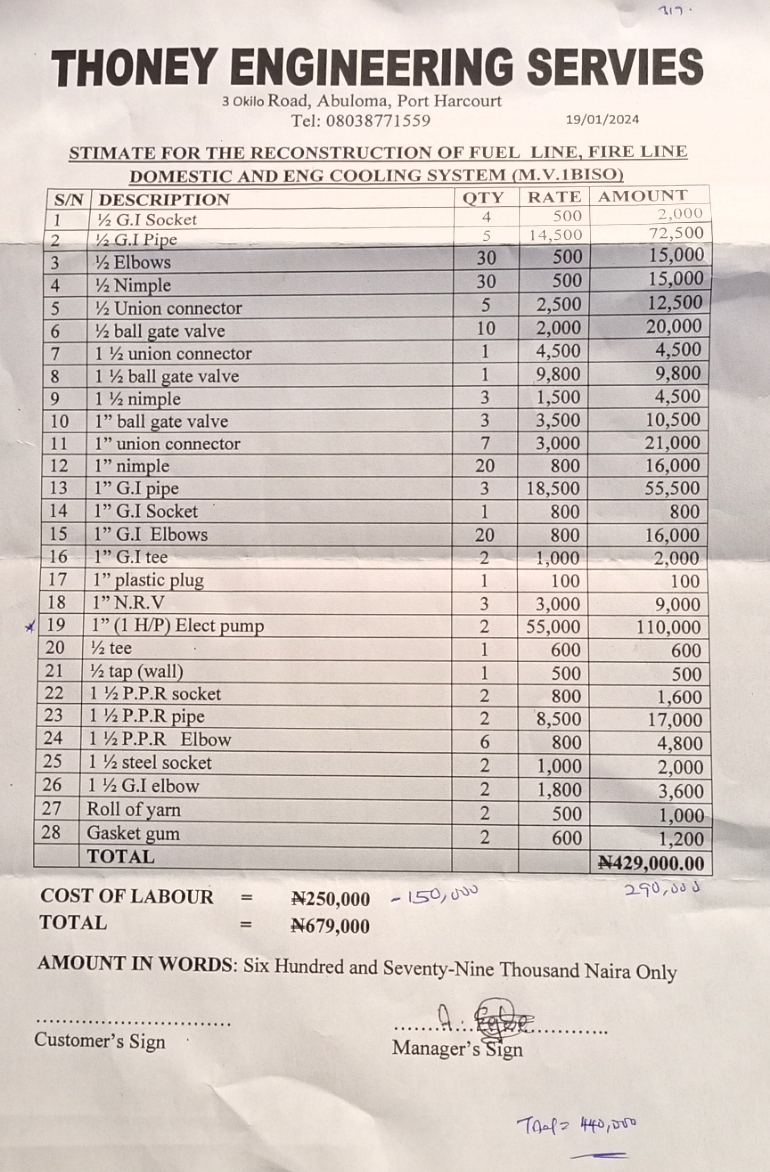 317.
THONEY ENGINEERING SERVIES
3 Okilo Road, Abuloma, Port Harcourt
Tel: 08038771559 19/01/2024
STIMATE FOR THE RECONSTRUCTION OF FUEL LINE, FIRE LINE
DOMESTIC AND ENG COOLING SYSTEM (M.V.1BISO)
S/N DESCRIPTION QTY RATE AMOUNT
1 ½ G.I Socket 4 500 2,000
2 ½ G.I Pipe 5 14,500 72,500
3 ½ Elbows 30 500 15,000
4 ½ Nimple 30 500 15,000
5 ½ Union connector 5 2,500 12,500
6 ½ ball gate valve 10 2,000 20,000
7 1 ½ union connector 1 4,500 4,500
8 1 ½ ball gate valve 1 9,800 9,800
9 1 ½ nimple 3 1,500 4,500
10 1” ball gate valve 3 3,500 10,500
11 1” union connector 7 3,000 21,000
12 1” nimple 20 800 16,000
13 1” G.I pipe 3 18,500 55,500
14 1” G.I Socket 1 800 800
15 1” G.I Elbows 20 800 16,000
16 1” G.I tee 2 1,000 2,000
17 1” plastic plug 1 100 100
18 1” N.R.V 3 3,000 9,000
* 19 1” (1 H/P) Elect pump 2 55,000 110,000
20 ½ tee 1 600 600
21 ½ tap (wall) 1 500 500
22 1 ½ P.P.R socket 2 800 1,600
23 1 ½ P.P.R pipe 2 8,500 17,000
24 1 ½ P.P.R Elbow 6 800 4,800
25 1 ½ steel socket 2 1,000 2,000
26 1 ½ G.I elbow 2 1,800 3,600
27 Roll of yarn 2 500 1,000
28 Gasket gum 2 600 1,200
TOTAL ₦429,000.00
COST OF LABOUR = ₦250,000 - 150,000 290,000
TOTAL = ₦679,000
AMOUNT IN WORDS: Six Hundred and Seventy-Nine Thousand Naira Only
Customer's Sign
Manager's Sign
= 440,000